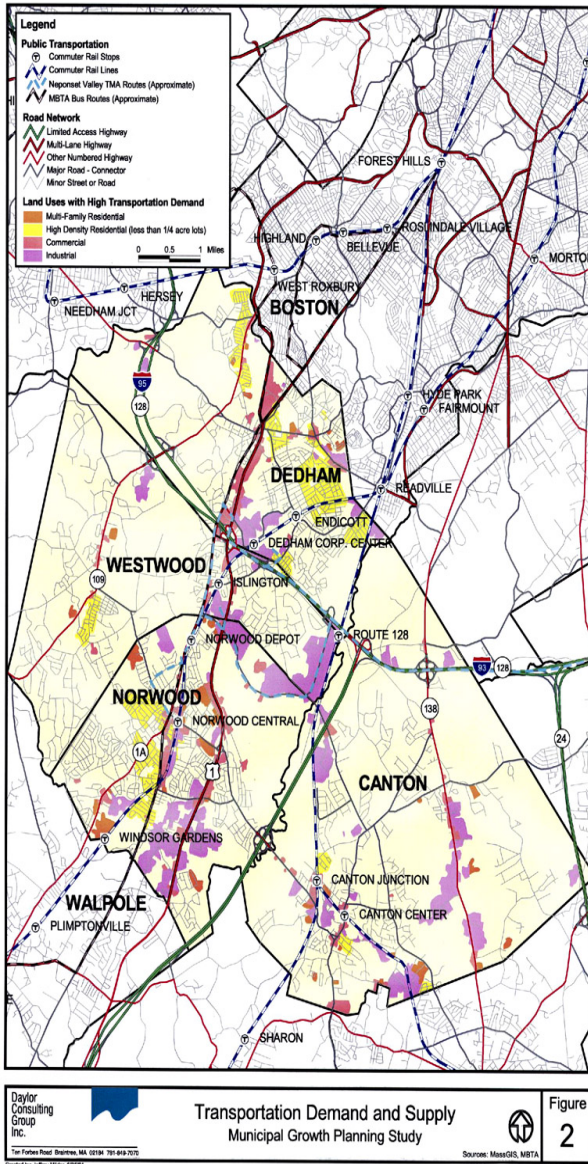 Legend
Public Transportation
Commuter Rail Stops
Commuter Rail Lines
Neponset Valley TMA Routes (Approximate)
MBTA Bus Routes (Approximate)
Road Network
Limited Access Highway
Multi-Lane Highway
Other Numbered Highway
Major Road - Connector
Minor Street or Road
Land Uses with High Transportation Demand
Multi-Family Residential
High Density Residential (less than 1/4 acre lots)
Commercial
Industrial
0 0.5 1 Miles
FOREST HILLS
ROSLINDALE VILLAGE
HIGHLAND
BELLEVUE
MORTO
WEST ROXBURY
HERSEY
NEEDHAM JCT
BOSTON
95
128
HYDE PARK
FAIRMOUNT
DEDHAM
READVILLE
ENDICOTT
DEDHAM CORP. CENTER
WESTWOOD
109
ISLINGTON
NORWOOD DEPOT
ROUTE 128
93
128
NORWOOD
NORWOOD CENTRAL
138
24
1A
1
CANTON
WINDSOR GARDENS
CANTON JUNCTION
WALPOLE
CANTON CENTER
PLIMPTONVILLE
SHARON
Daylor
Consulting
Group
Inc.
Ten Forbes Road Braintree, MA 02184 781-849-7070
Transportation Demand and Supply
Municipal Growth Planning Study
Sources: MassGIS, MBTA
Figure
2